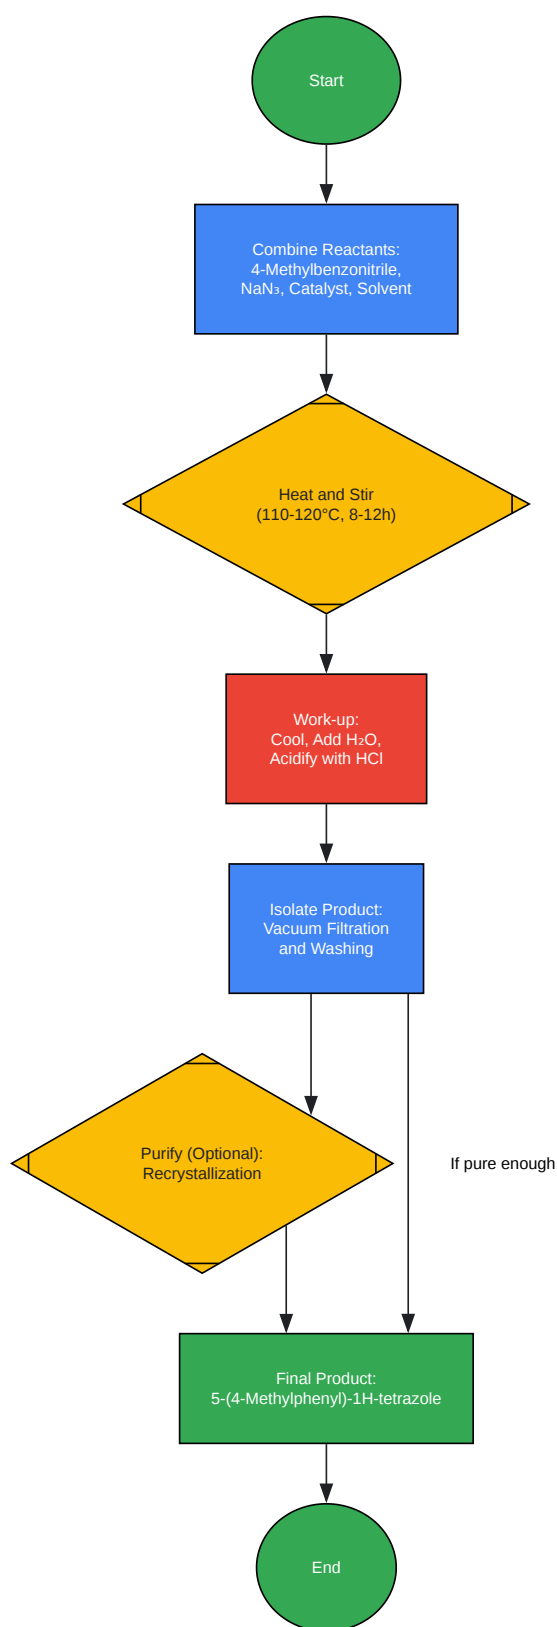 Start
Combine Reactants:
4-Methylbenzonitrile,
NaN₃, Catalyst, Solvent
Heat and Stir
(110-120°C, 8-12h)
Work-up:
Cool, Add H₂O,
Acidify with HCl
Isolate Product:
Vacuum Filtration
and Washing
Purify (Optional):
Recrystallization
If pure enough
Final Product:
5-(4-Methylphenyl)-1H-tetrazole
End